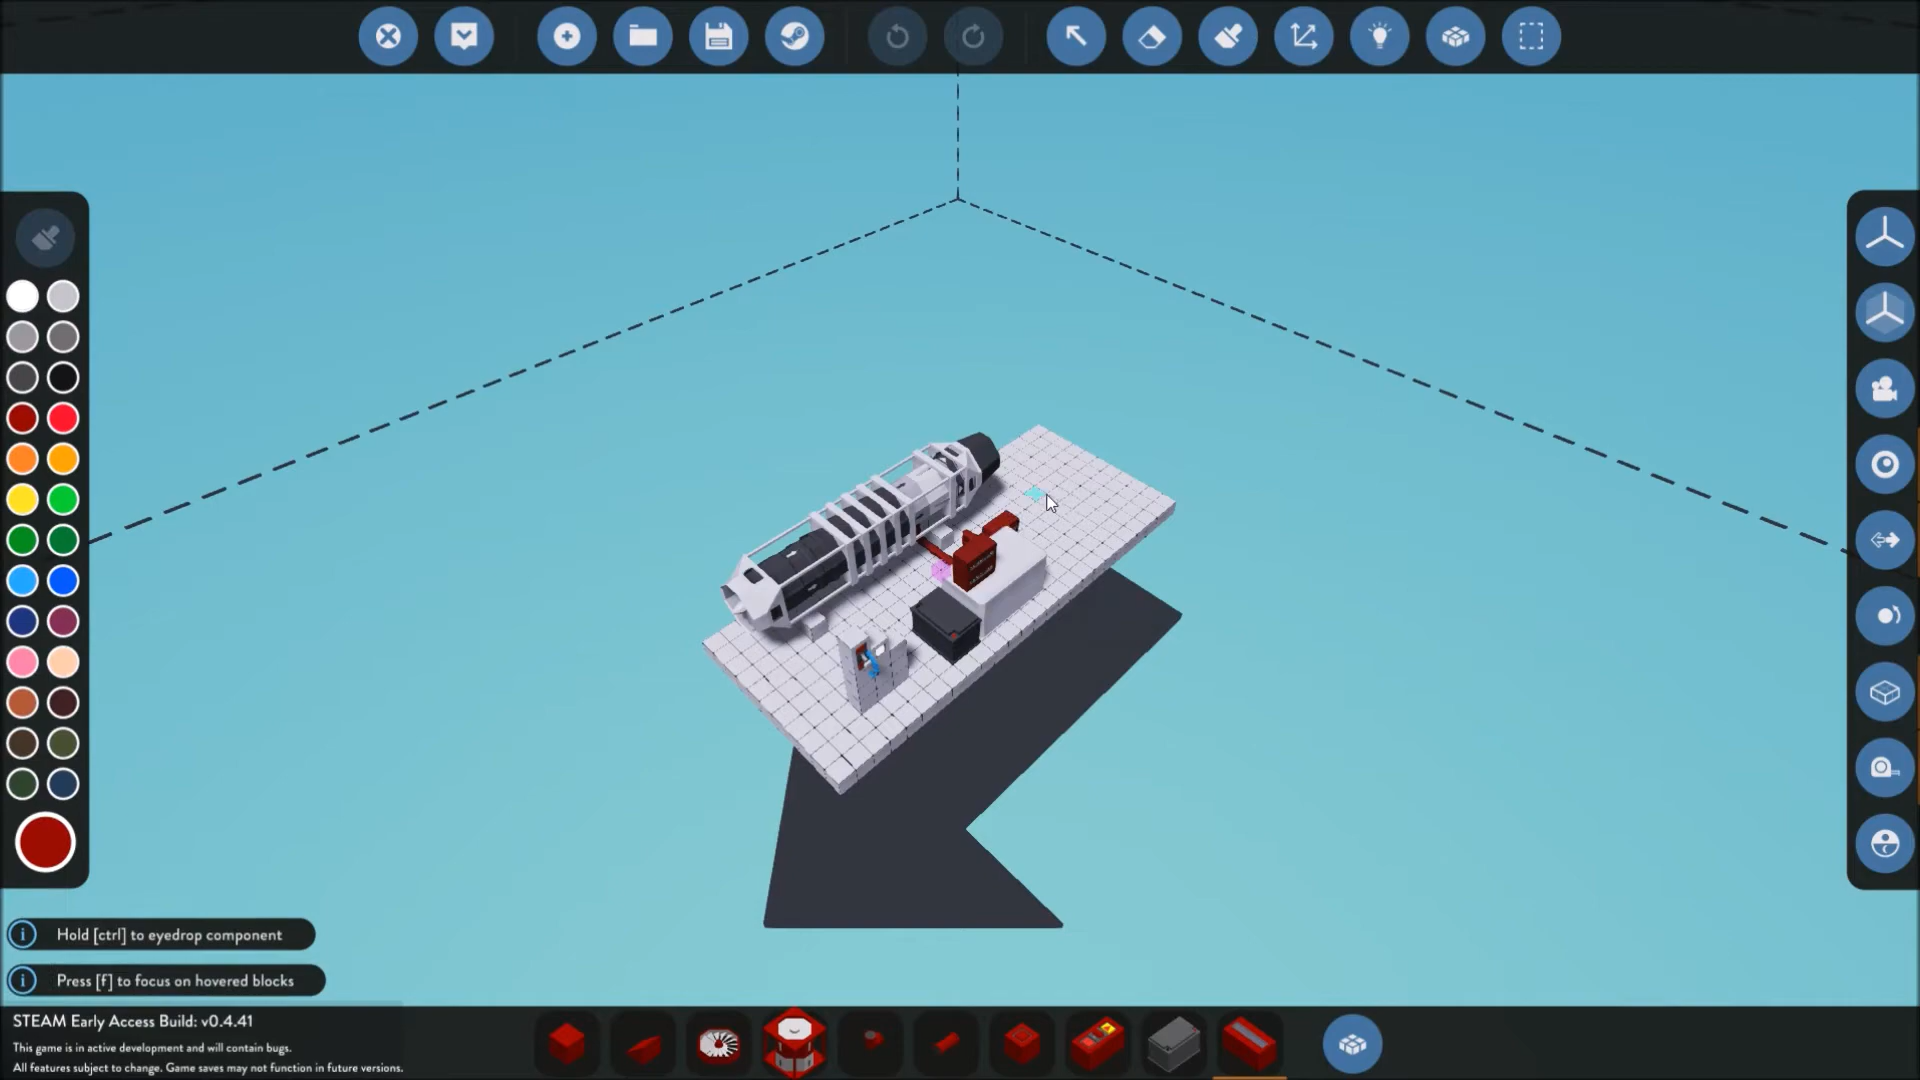 Hold [ctrl] to eyedrop component
Press [f] to focus on hovered blocks
STEAM Early Access Build: v0.4.41
This game is in active development and will contain bugs.
All features subject to change. Game saves may not function in future versions.